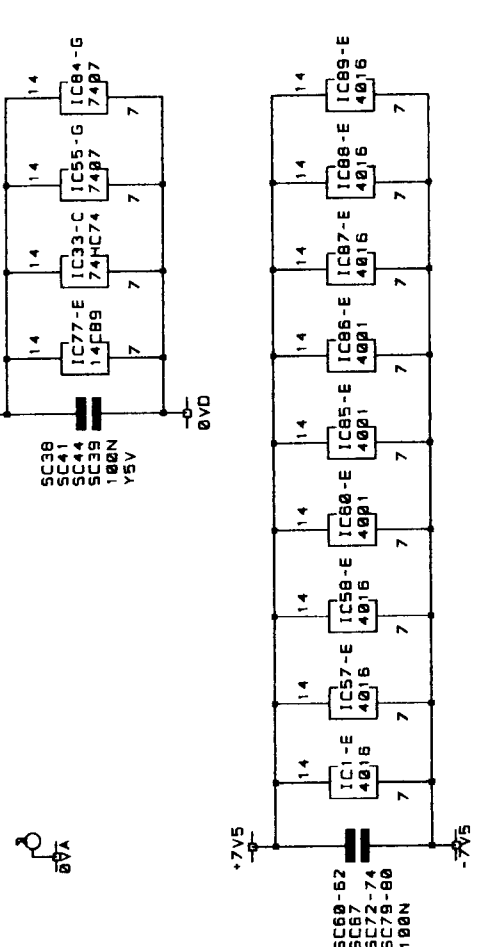 14
IC84-G
7407
7
14
IC55-G
7407
7
14
IC33-C
74HC74
7
14
IC77-E
14C89
7
SC38
SC41
SC44
SC39
100N
Y5V
0VD
14
IC89-E
4016
7
14
IC88-E
4016
7
14
IC87-E
4016
7
14
IC86-E
4001
7
14
IC85-E
4001
7
14
IC60-E
4001
7
14
IC58-E
4016
7
14
IC57-E
4016
7
14
IC1-E
4016
7
0VA
+7V5
-7V5
SC60-62
SC67
SC72-74
SC79-80
100N